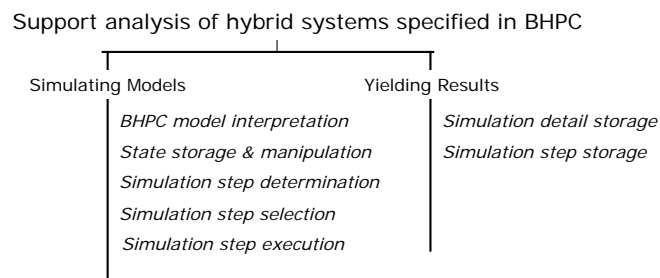 Support analysis of hybrid systems specified in BHPC
Simulating Models
BHPC model interpretation
State storage & manipulation
Simulation step determination
Simulation step selection
Simulation step execution
Yielding Results
Simulation detail storage
Simulation step storage